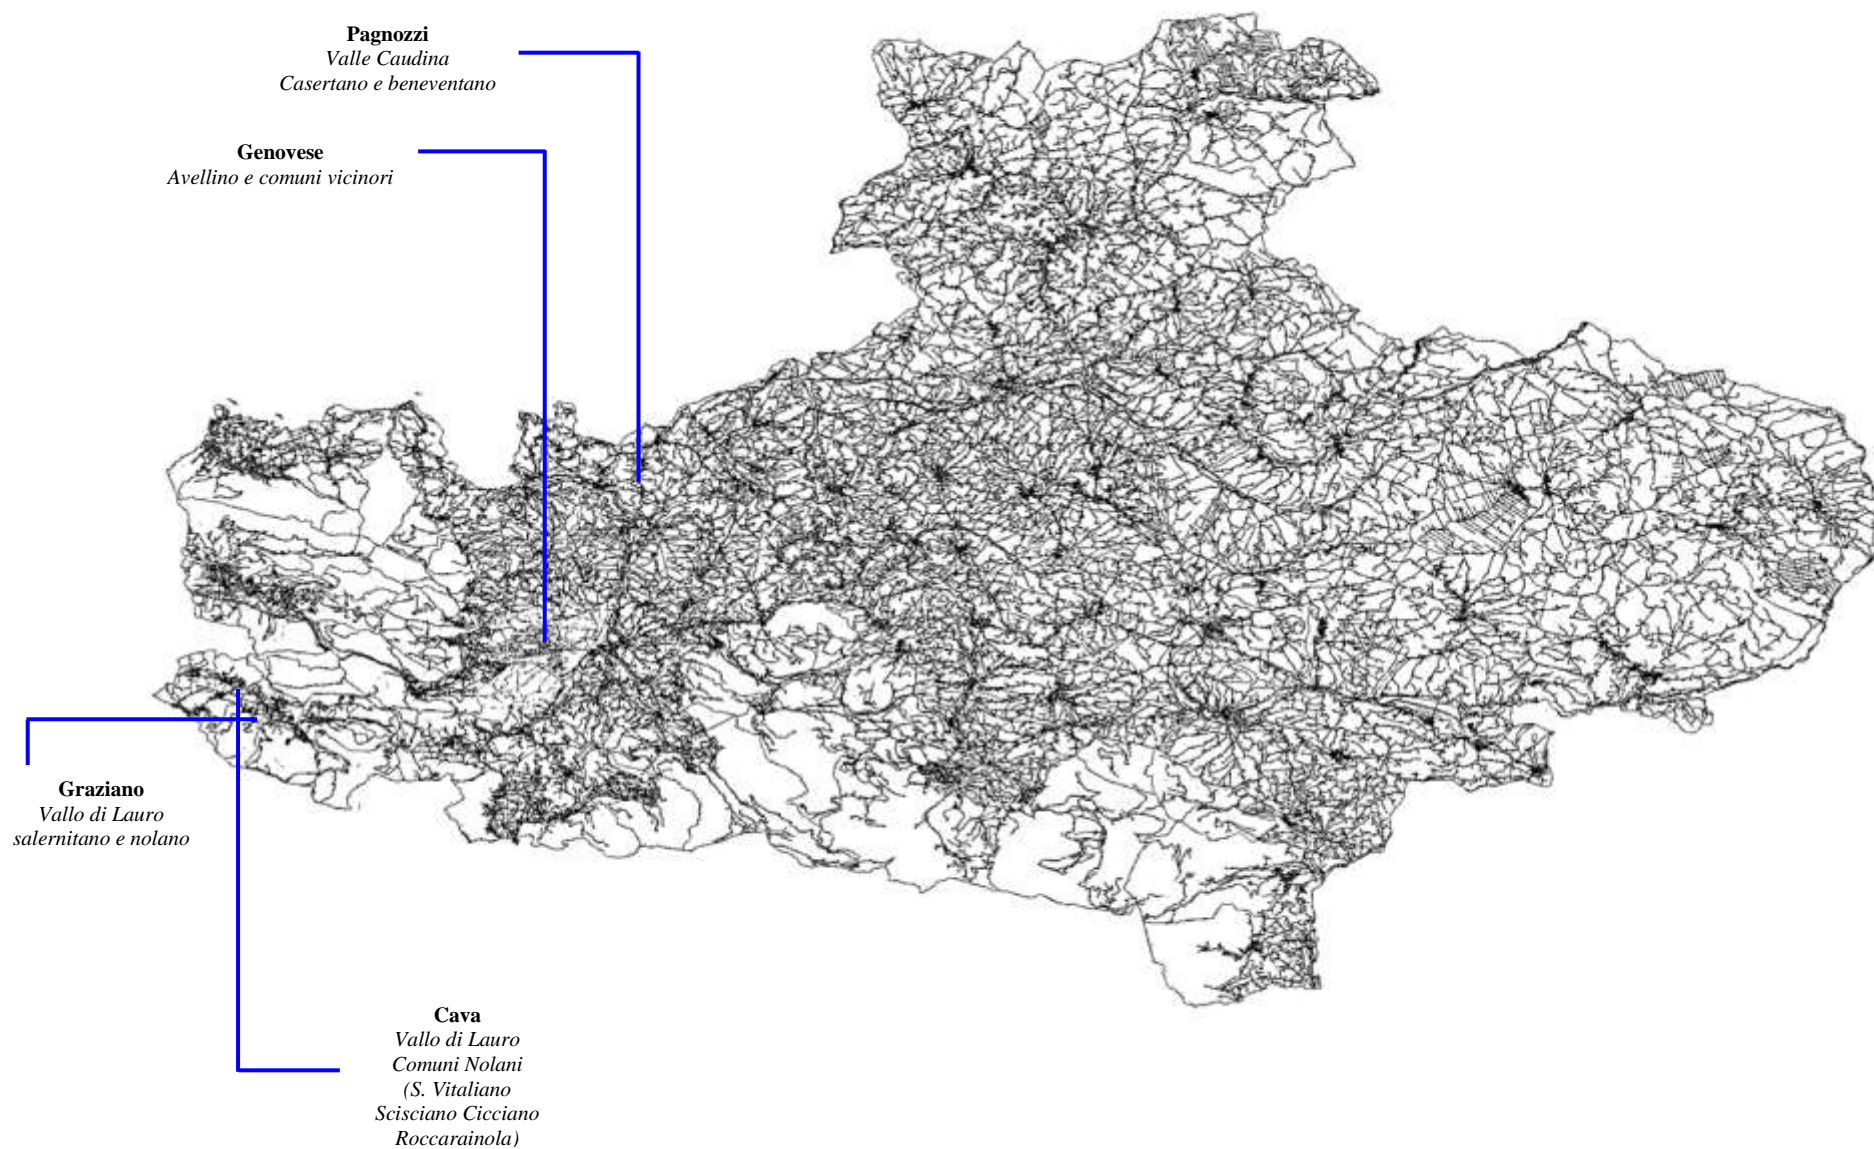 Pagnozzi
Valle Caudina
Casertano e beneventano
Genovese
Avellino e comuni vicinori
Graziano
Vallo di Lauro
salernitano e nolano
Cava
Vallo di Lauro
Comuni Nolani
(S. Vitaliano
Scisciano Cicciano
Roccarainola)